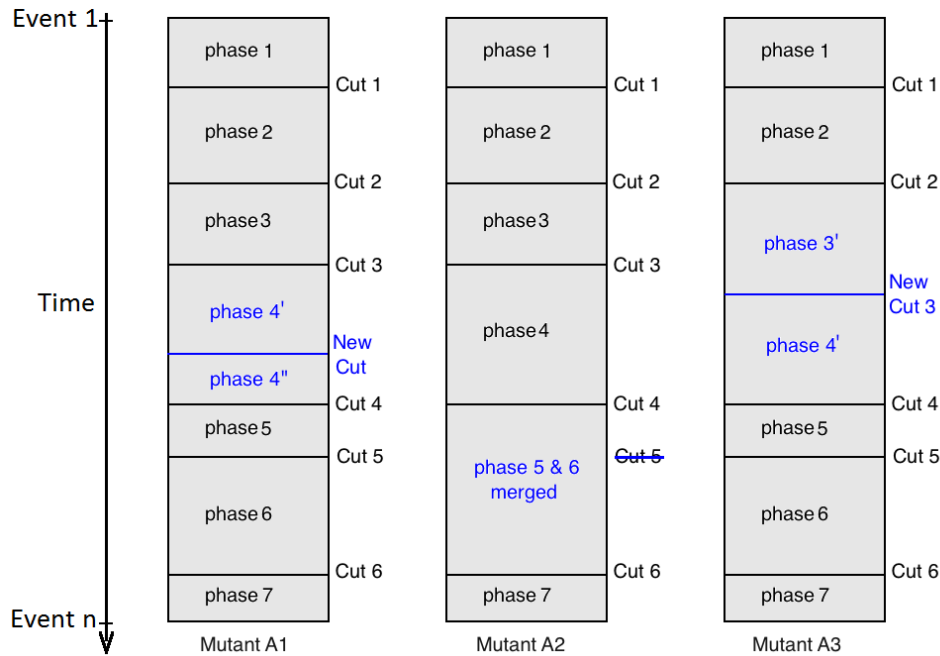 Event 1
Time
Event n
phase 1
Cut 1
phase 2
Cut 2
phase 3
Cut 3
phase 4'
New
Cut
phase 4"
Cut 4
phase 5
Cut 5
phase 6
Cut 6
phase 7
Mutant A1
phase 1
Cut 1
phase 2
Cut 2
phase 3
Cut 3
phase 4
Cut 4
phase 5 & 6
merged
Cut 5
Cut 6
phase 7
Mutant A2
phase 1
Cut 1
phase 2
Cut 2
phase 3'
New
Cut 3
phase 4'
Cut 4
phase 5
Cut 5
phase 6
Cut 6
phase 7
Mutant A3